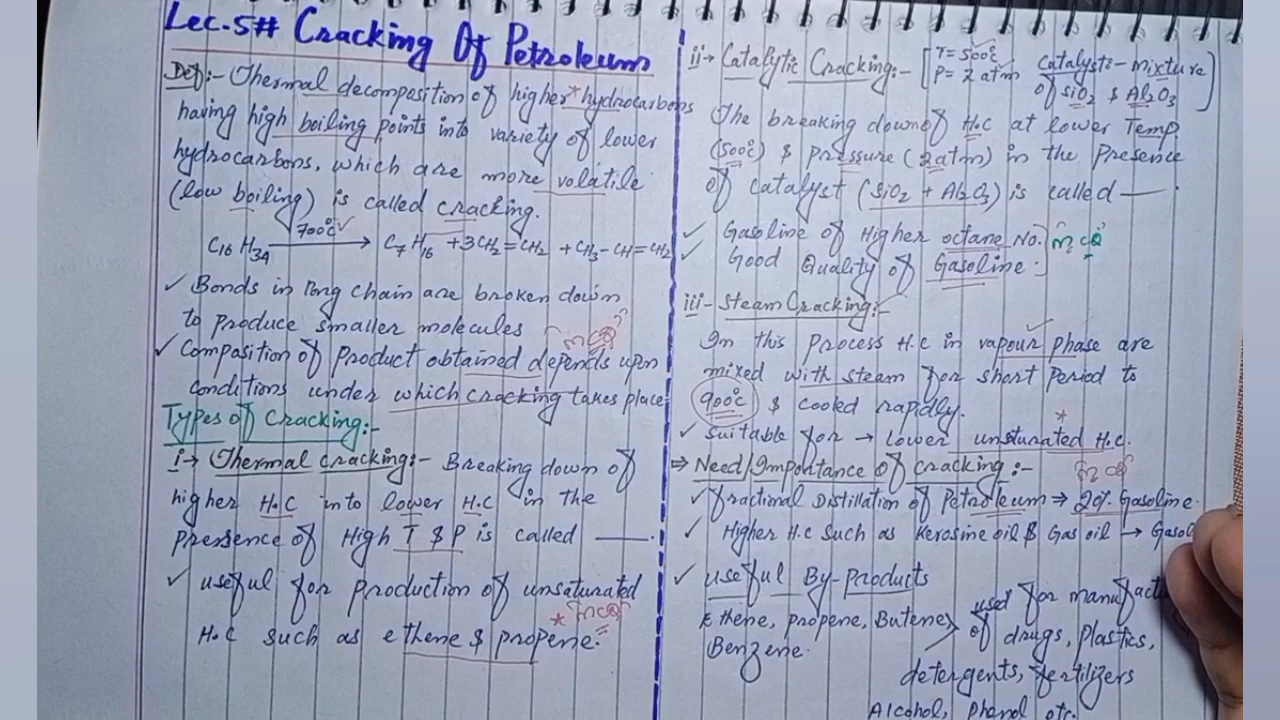 Lec.5# Cracking Of Petroleum
Def:- Thermal decomposition of higher *hydrocarbons
having high boiling points into variety of lower
hydrocarbons, which are more volatile
(low boiling) is called cracking.
C16 H34 —700°C ✓→ C7 H16 + 3CH2=CH2 + CH3-CH=CH2
✓ Bonds in long chain are broken down
to produce smaller molecules
MCQ
✓ Composition of product obtained depends upon
conditions under which cracking takes place
Types of Cracking:-
i→ Thermal cracking:- Breaking down of
higher H.C into lower H.C in the
pressence of High T $ P is called ——.
✓ useful for production of unsaturated
* MCQ
H.C such as ethene $ propene.
ii→ Catalytic Cracking:- [T= 500°C Catalysts- mixture
P= 2 atm of SiO2 $ Al2O3]
The breaking down of H.C at lower Temp
(500°C) $ pressure (2atm) in the presence
of catalyst (SiO2 + Al2O3) is called —.
✓ Gasoline of Higher octane No.] mcQ
✓ Good Quality of Gasoline.
iii- Steam Cracking:-
In this process H.C in vapour phase are
mixed with steam for short period to
900°C $ cooked rapidly.
✓ Suitable for → Lower unsturated H.C.
⇒ Need/Importance Of cracking:- mcQ
✓ fractional Distillation of Petroleum ⇒ 20% Gasoline.
✓ Higher H.c such as Kerosine oil $ Gas oil → Gasol
✓ useful By-products
Ethene, propene, Butene,
Benzene.
used for manufact
of drugs, Plastics,
detergents, fertilizers
Alcohol, phenol etc.